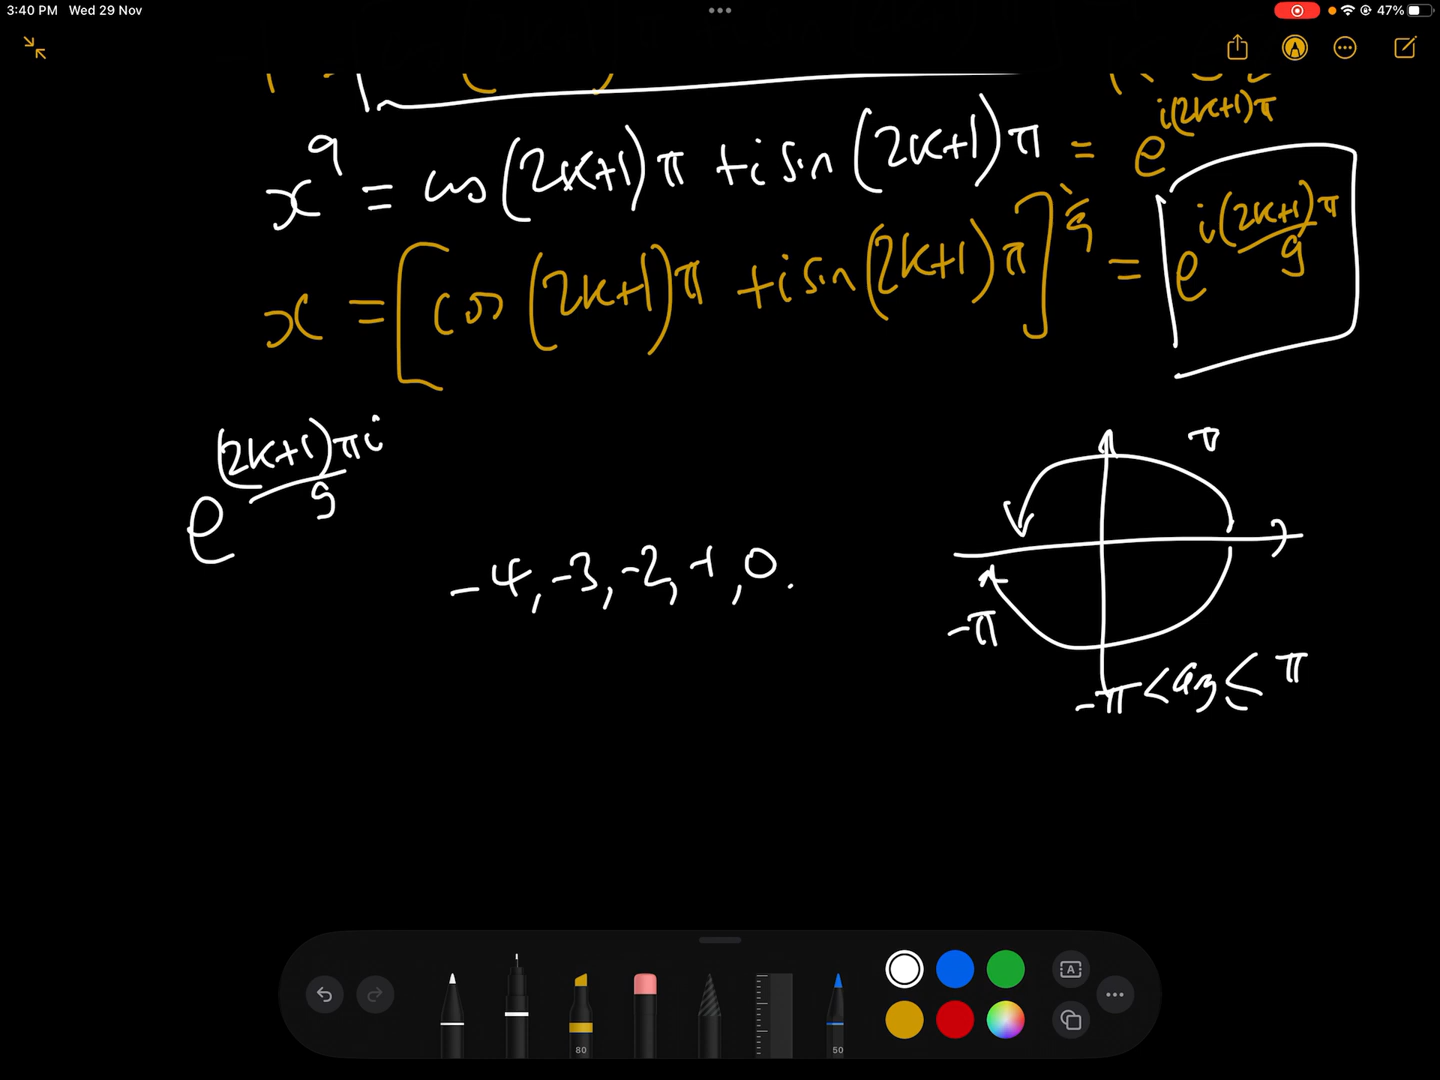 3:40 PM Wed 29 Nov
47%
x⁹ = cos(2k+1)π + i sin(2k+1)π = e^{i(2k+1)π}
x = [cos(2k+1)π + i sin(2k+1)π]^{1/9} = e^{i(2k+1)π/9}
e^{(2k+1)πi/9}
-4, -3, -2, -1, 0.
π
-π
-π < arg ≤ π
80
50
A